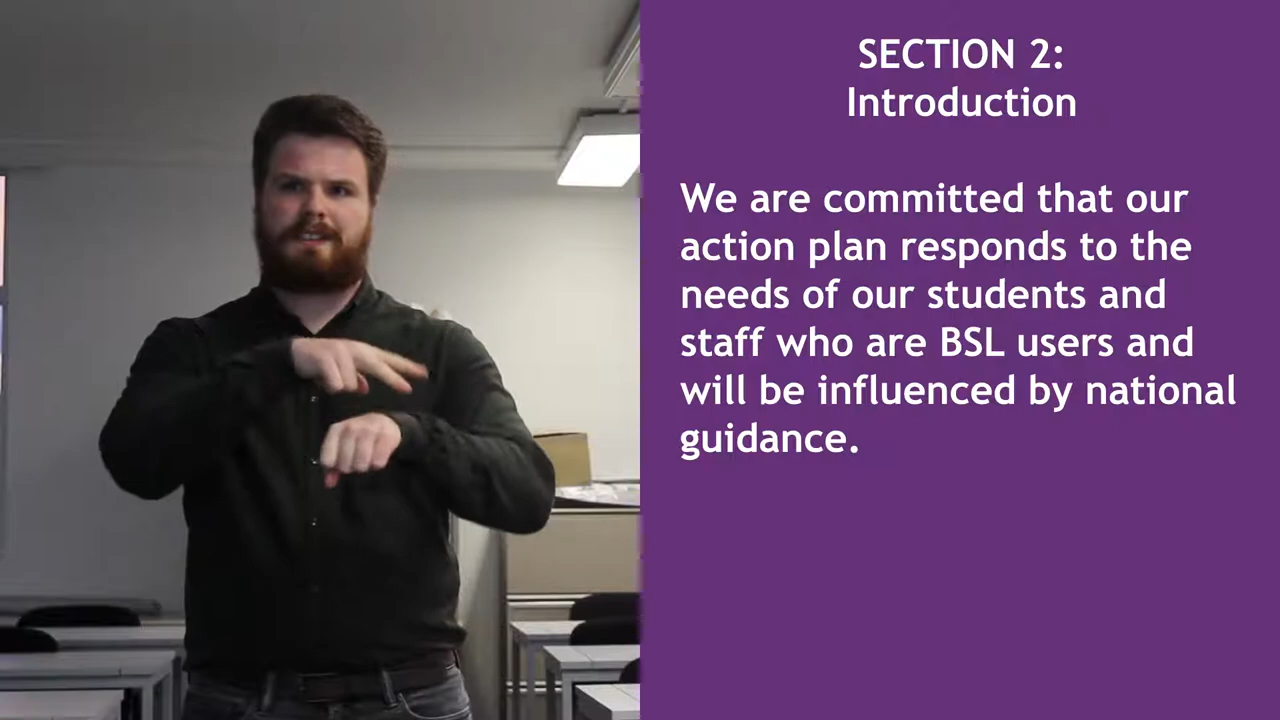 SECTION 2:
Introduction
We are committed that our
action plan responds to the
needs of our students and
staff who are BSL users and
will be influenced by national
guidance.